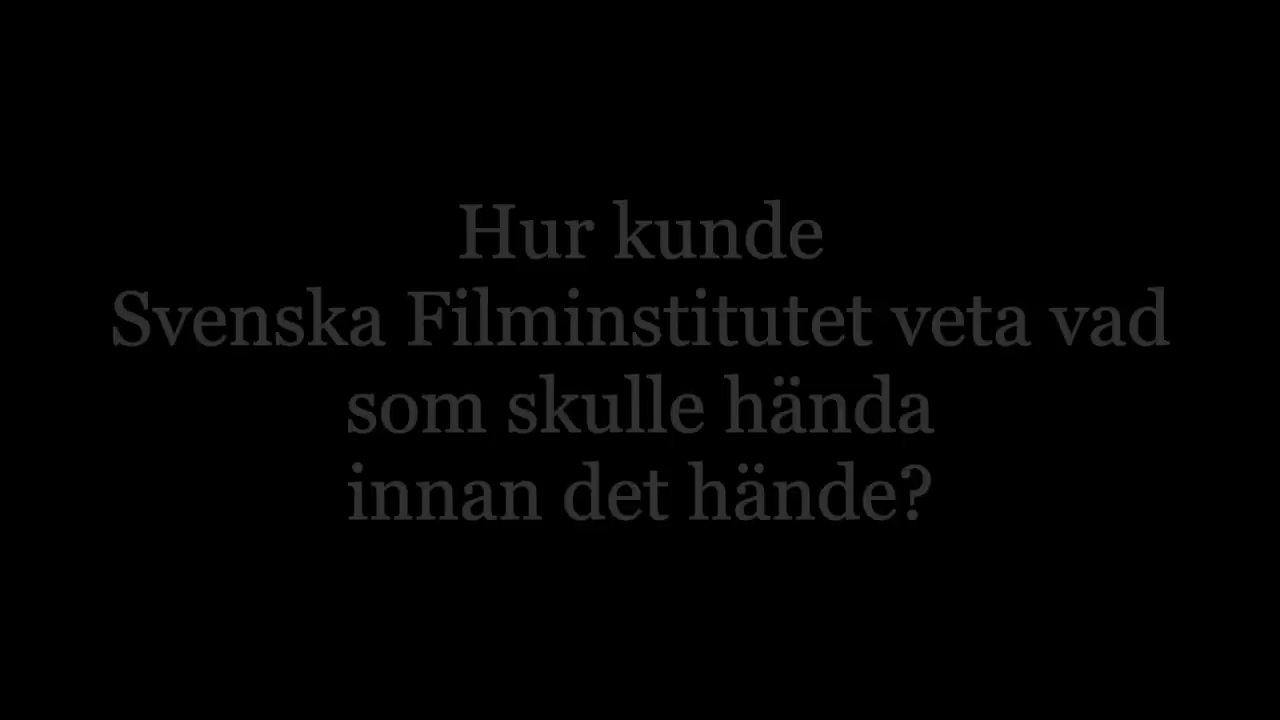 Hur kunde
Svenska Filminstitutet veta vad
som skulle hända
innan det hände?